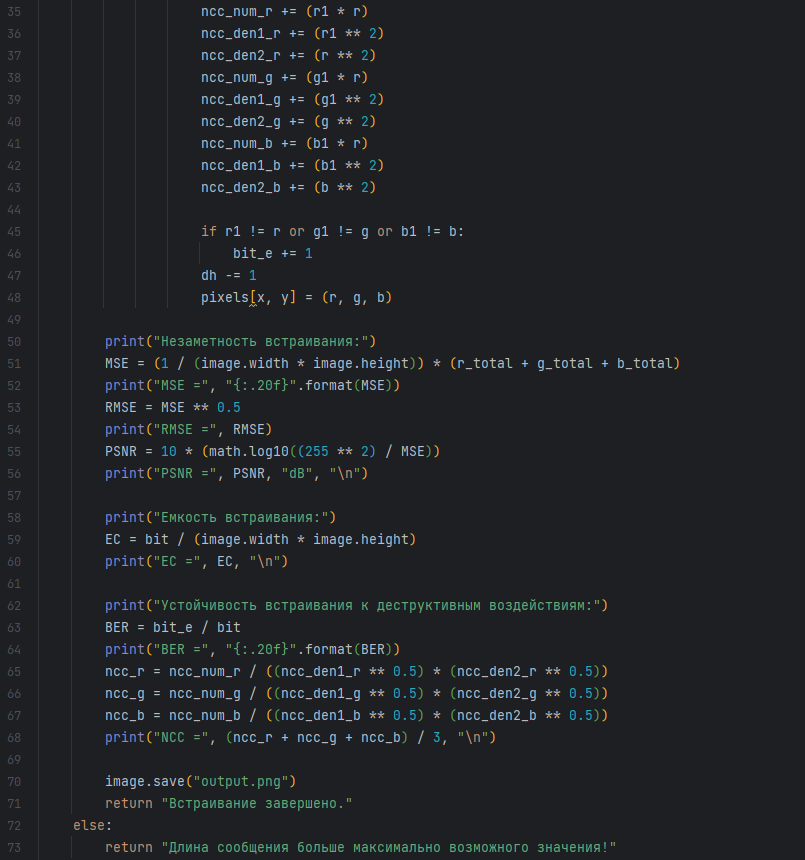 35 ncc_num_r += (r1 * r)
36 ncc_den1_r += (r1 ** 2)
37 ncc_den2_r += (r ** 2)
38 ncc_num_g += (g1 * r)
39 ncc_den1_g += (g1 ** 2)
40 ncc_den2_g += (g ** 2)
41 ncc_num_b += (b1 * r)
42 ncc_den1_b += (b1 ** 2)
43 ncc_den2_b += (b ** 2)
44
45 if r1 != r or g1 != g or b1 != b:
46 bit_e += 1
47 dh -= 1
48 pixels[x, y] = (r, g, b)
49
50 print("Незаметность встраивания:")
51 MSE = (1 / (image.width * image.height)) * (r_total + g_total + b_total)
52 print("MSE =", "{:.20f}".format(MSE))
53 RMSE = MSE ** 0.5
54 print("RMSE =", RMSE)
55 PSNR = 10 * (math.log10((255 ** 2) / MSE))
56 print("PSNR =", PSNR, "dB", "\n")
57
58 print("Емкость встраивания:")
59 EC = bit / (image.width * image.height)
60 print("EC =", EC, "\n")
61
62 print("Устойчивость встраивания к деструктивным воздействиям:")
63 BER = bit_e / bit
64 print("BER =", "{:.20f}".format(BER))
65 ncc_r = ncc_num_r / ((ncc_den1_r ** 0.5) * (ncc_den2_r ** 0.5))
66 ncc_g = ncc_num_g / ((ncc_den1_g ** 0.5) * (ncc_den2_g ** 0.5))
67 ncc_b = ncc_num_b / ((ncc_den1_b ** 0.5) * (ncc_den2_b ** 0.5))
68 print("NCC =", (ncc_r + ncc_g + ncc_b) / 3, "\n")
69
70 image.save("output.png")
71 return "Встраивание завершено."
72 else:
73 return "Длина сообщения больше максимально возможного значения!"